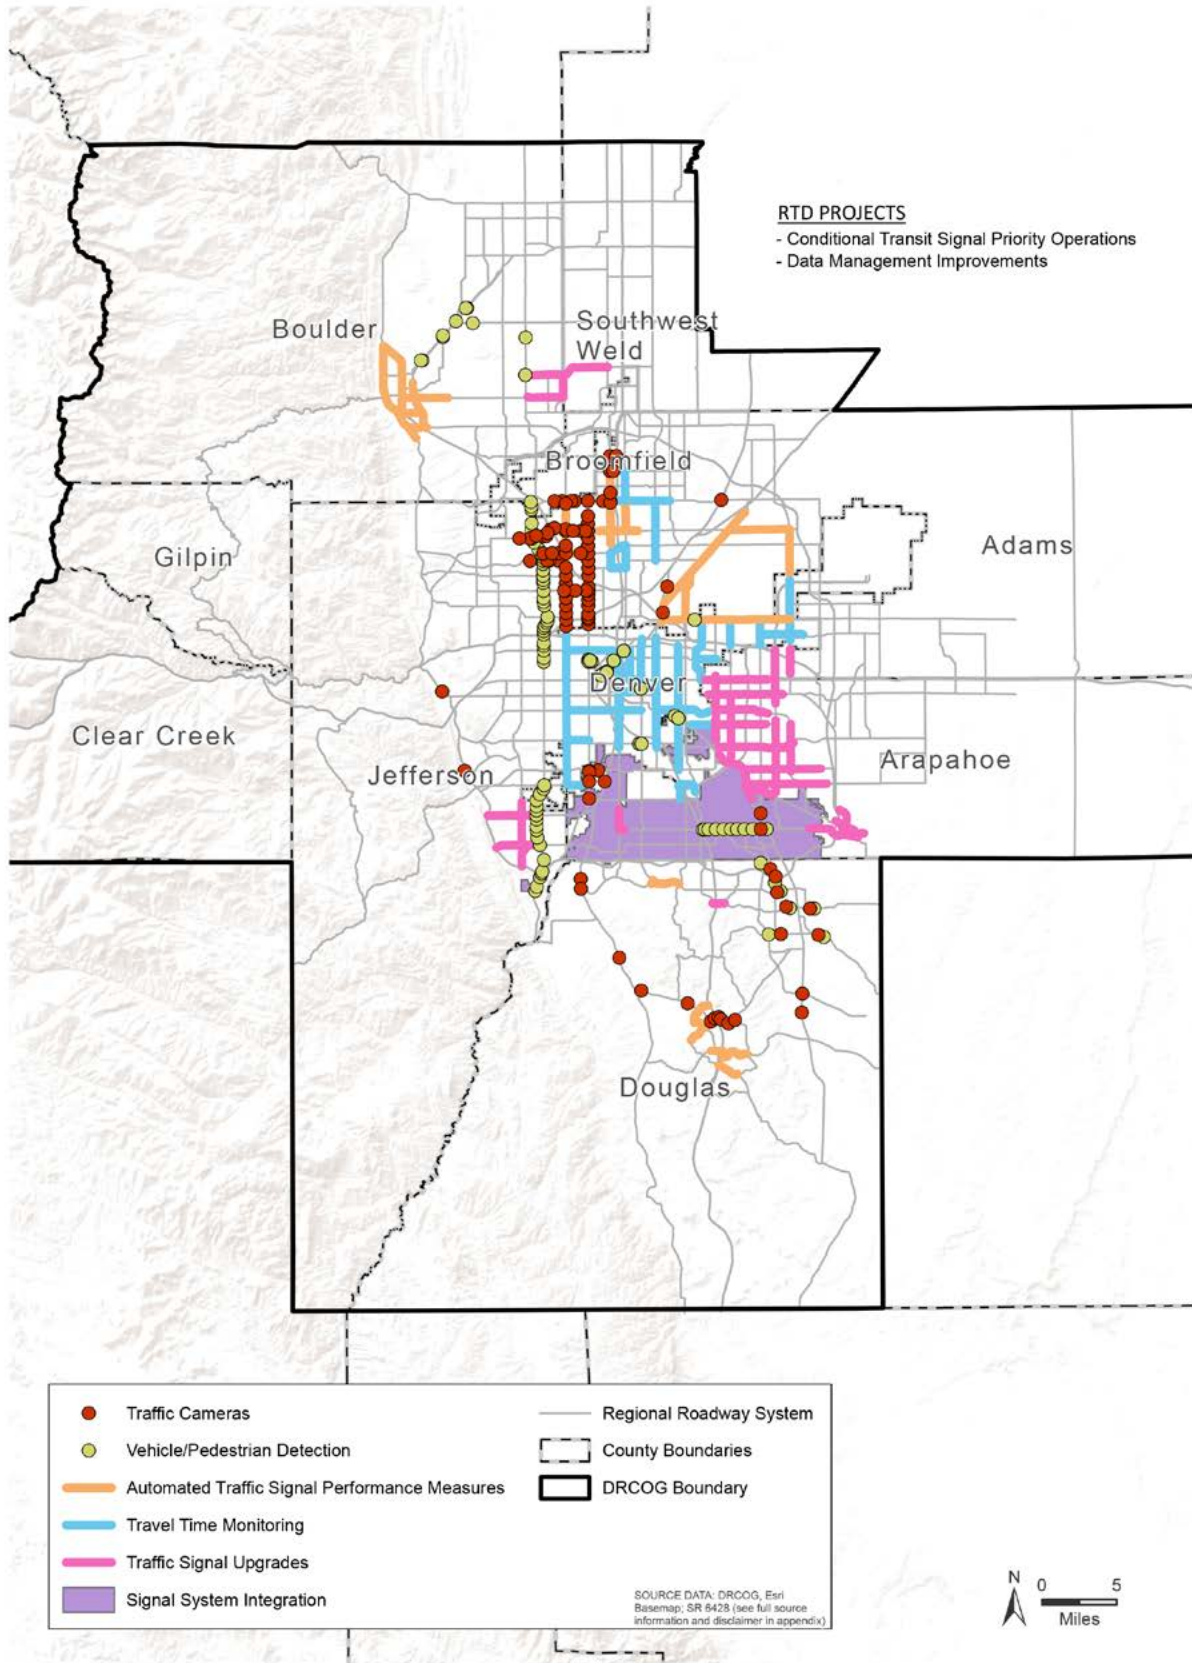 RTD PROJECTS
- Conditional Transit Signal Priority Operations
- Data Management Improvements
Boulder
Southwest
Weld
Broomfield
Gilpin
Adams
Denver
Clear Creek
Jefferson
Arapahoe
Douglas
Traffic Cameras
Vehicle/Pedestrian Detection
Automated Traffic Signal Performance Measures
Travel Time Monitoring
Traffic Signal Upgrades
Signal System Integration
Regional Roadway System
County Boundaries
DRCOG Boundary
SOURCE DATA: DRCOG, Esri
Basemap; SR 6428 (see full source
information and disclaimer in appendix)
N
0 5
Miles